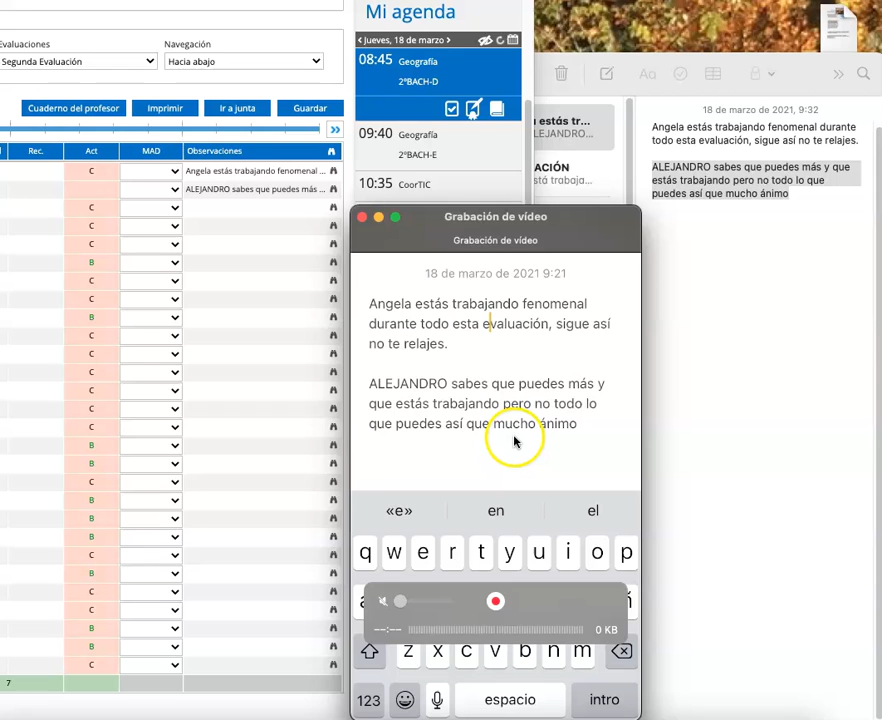 Evaluaciones
Navegación
Segunda Evaluación
Hacia abajo
Cuaderno del profesor
Imprimir
Ir a junta
Guardar
»
Rec.
Act
MAD
Observaciones
C
Angela estás trabajando fenomenal ...
ALEJANDRO sabes que puedes más ...
C
C
C
B
C
C
B
C
C
C
C
C
C
B
B
C
B
B
B
C
B
C
C
B
B
C
7
Mi agenda
Jueves, 18 de marzo
08:45
Geografía
2ºBACH-D
09:40
Geografía
2ºBACH-E
10:35
CoorTIC
Aa
18 de marzo de 2021, 9:32
Angela estás trabajando fenomenal durante
todo esta evaluación, sigue así no te relajes.
ALEJANDRO sabes que puedes más y que
estás trabajando pero no todo lo que
puedes así que mucho ánimo
a estás tr...
LEJANDRO...
ACIÓN
stá trabaja...
Grabación de vídeo
Grabación de vídeo
18 de marzo de 2021 9:21
Angela estás trabajando fenomenal
durante todo esta evaluación, sigue así
no te relajes.
ALEJANDRO sabes que puedes más y
que estás trabajando pero no todo lo
que puedes así que mucho ánimo
«e»
en
el
q w e r t y u i o p
--:--
0 KB
z x c v b n m
123
espacio
intro